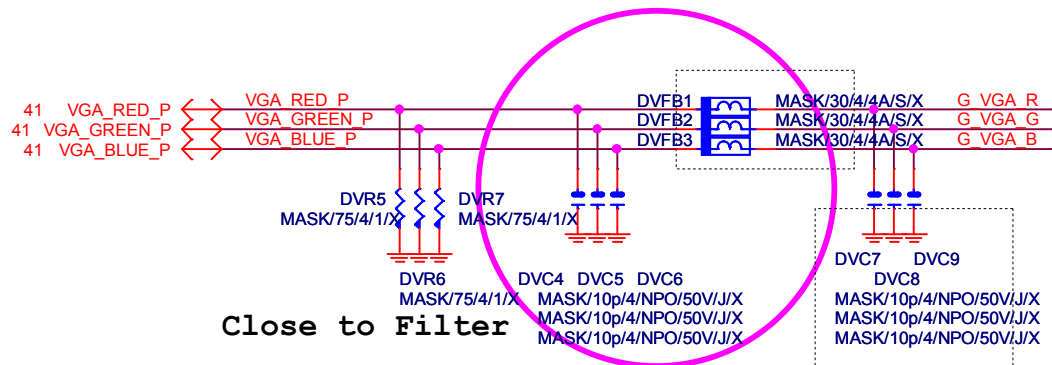 41 VGA_RED_P VGA_RED_P DVFB1 MASK/30/4/4A/S/X G_VGA_R
41 VGA_GREEN_P VGA_GREEN_P DVFB2 MASK/30/4/4A/S/X G_VGA_G
41 VGA_BLUE_P VGA_BLUE_P DVFB3 MASK/30/4/4A/S/X G_VGA_B
DVR5 DVR7
MASK/75/4/1/X MASK/75/4/1/X
DVC7 DVC9
DVR6 DVC4 DVC5 DVC6 DVC8
MASK/75/4/1/X MASK/10p/4/NPO/50V/J/X MASK/10p/4/NPO/50V/J/X
MASK/10p/4/NPO/50V/J/X MASK/10p/4/NPO/50V/J/X
Close to Filter MASK/10p/4/NPO/50V/J/X MASK/10p/4/NPO/50V/J/X